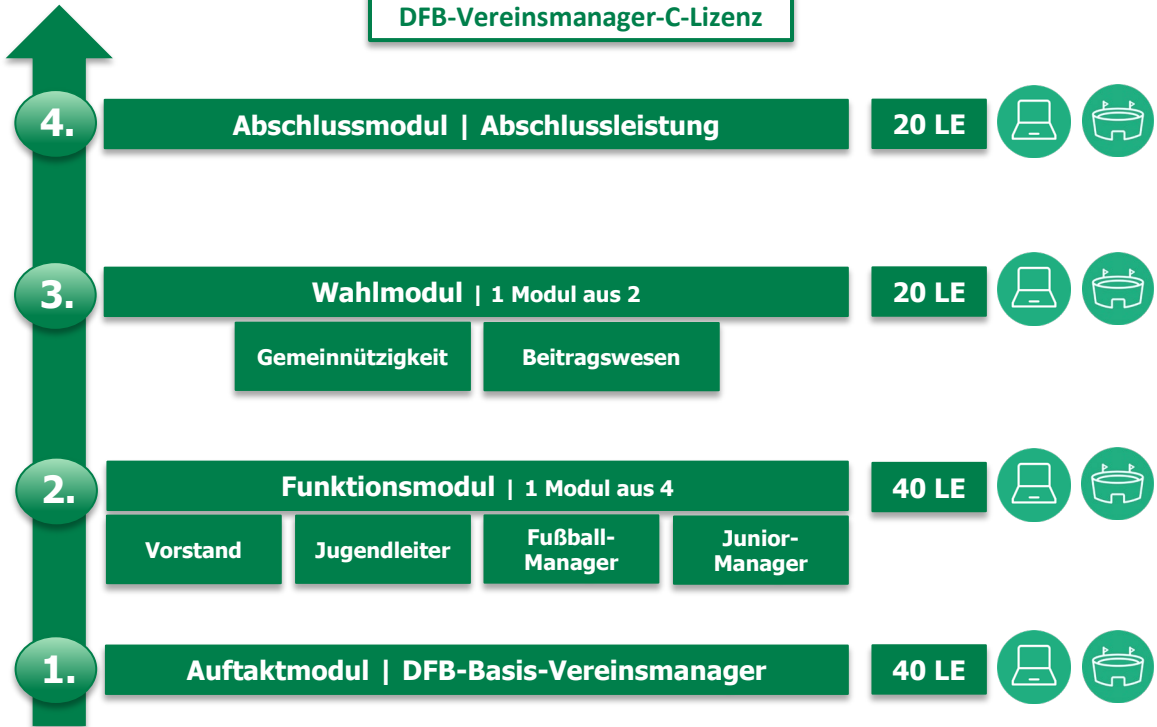 DFB-Vereinsmanager-C-Lizenz
4.
Abschlussmodul | Abschlussleistung
20 LE
3.
Wahlmodul | 1 Modul aus 2
20 LE
Gemeinnützigkeit
Beitragswesen
2.
Funktionsmodul | 1 Modul aus 4
40 LE
Vorstand
Jugendleiter
Fußball-
Manager
Junior-
Manager
1.
Auftaktmodul | DFB-Basis-Vereinsmanager
40 LE